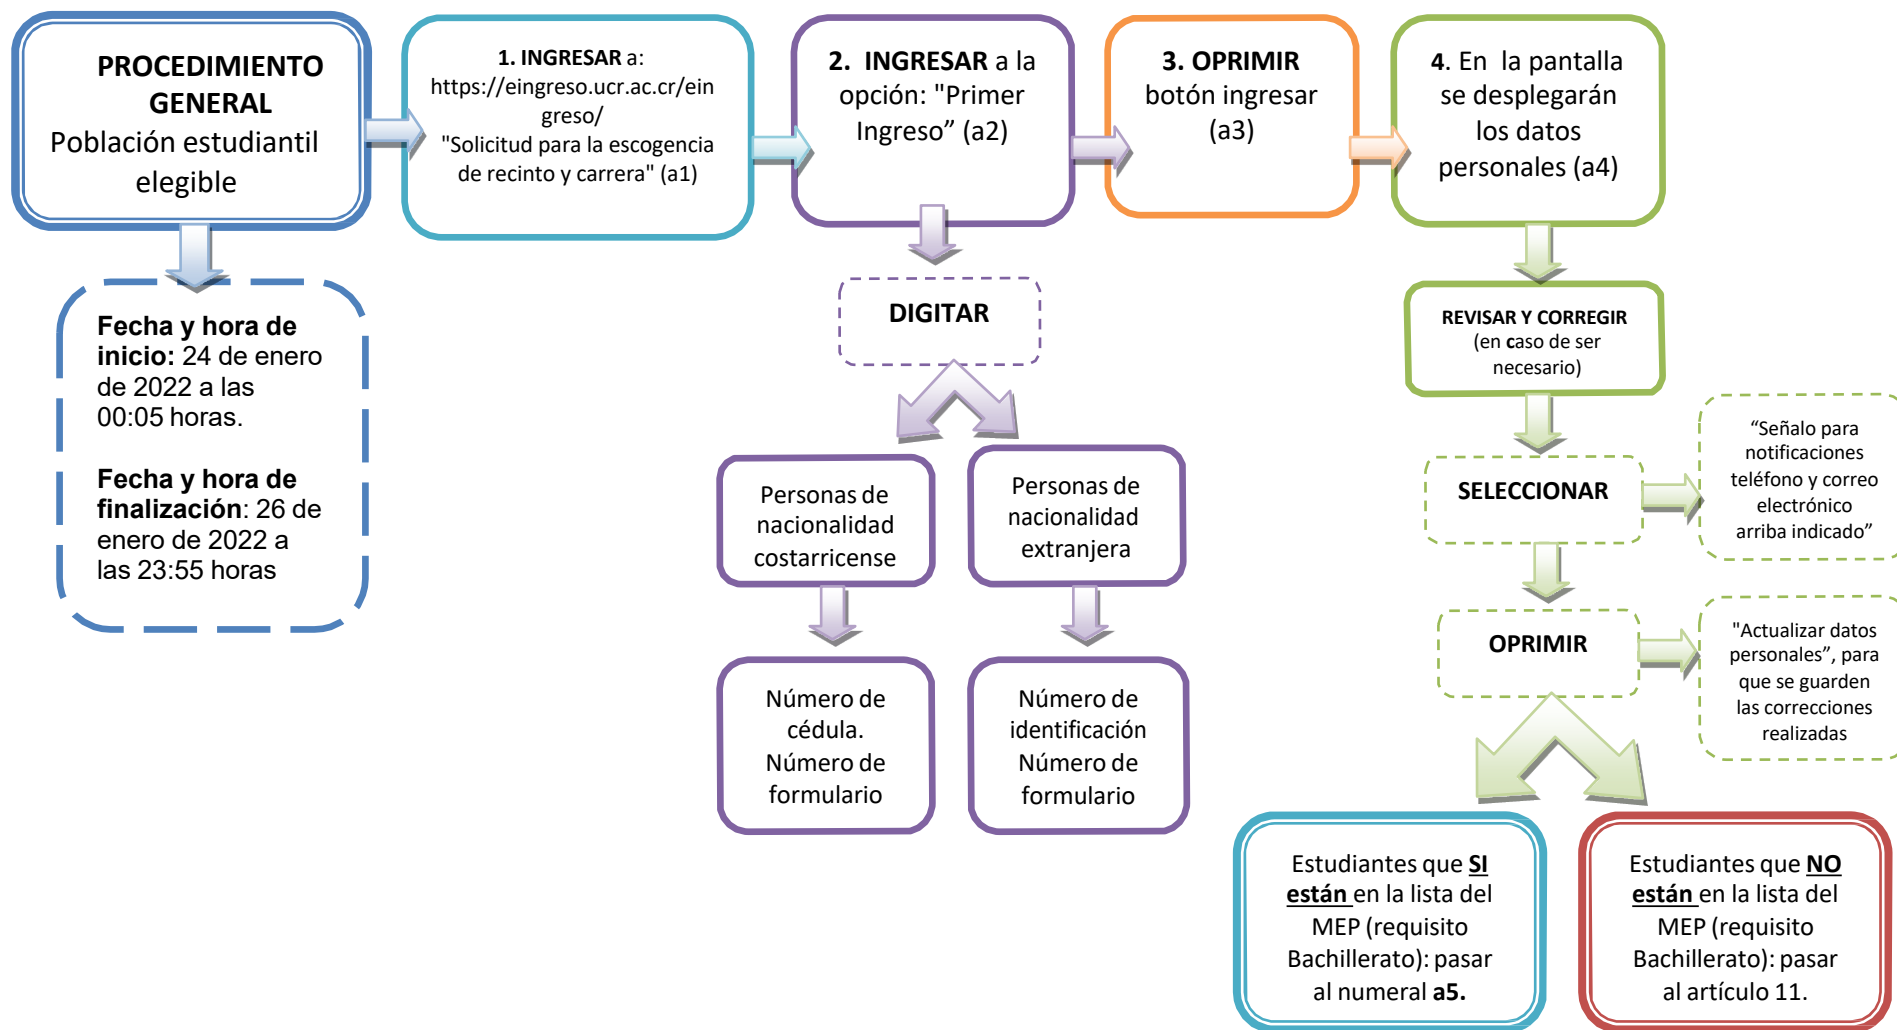 PROCEDIMIENTO
GENERAL
Población estudiantil
elegible
Fecha y hora de
inicio: 24 de enero
de 2022 a las
00:05 horas.
Fecha y hora de
finalización: 26 de
enero de 2022 a
las 23:55 horas
1. INGRESAR a:
https://eingreso.ucr.ac.cr/ein
greso/
"Solicitud para la escogencia
de recinto y carrera" (a1)
2. INGRESAR a la
opción: "Primer
Ingreso” (a2)
DIGITAR
Personas de
nacionalidad
costarricense
Número de
cédula.
Número de
formulario
Personas de
nacionalidad
extranjera
Número de
identificación
Número de
formulario
3. OPRIMIR
botón ingresar
(a3)
4. En la pantalla
se desplegarán
los datos
personales (a4)
REVISAR Y CORREGIR
(en caso de ser
necesario)
SELECCIONAR
“Señalo para
notificaciones
teléfono y correo
electrónico
arriba indicado”
OPRIMIR
"Actualizar datos
personales”, para
que se guarden
las correcciones
realizadas
Estudiantes que SI
están en la lista del
MEP (requisito
Bachillerato): pasar
al numeral a5.
Estudiantes que NO
están en la lista del
MEP (requisito
Bachillerato): pasar
al artículo 11.